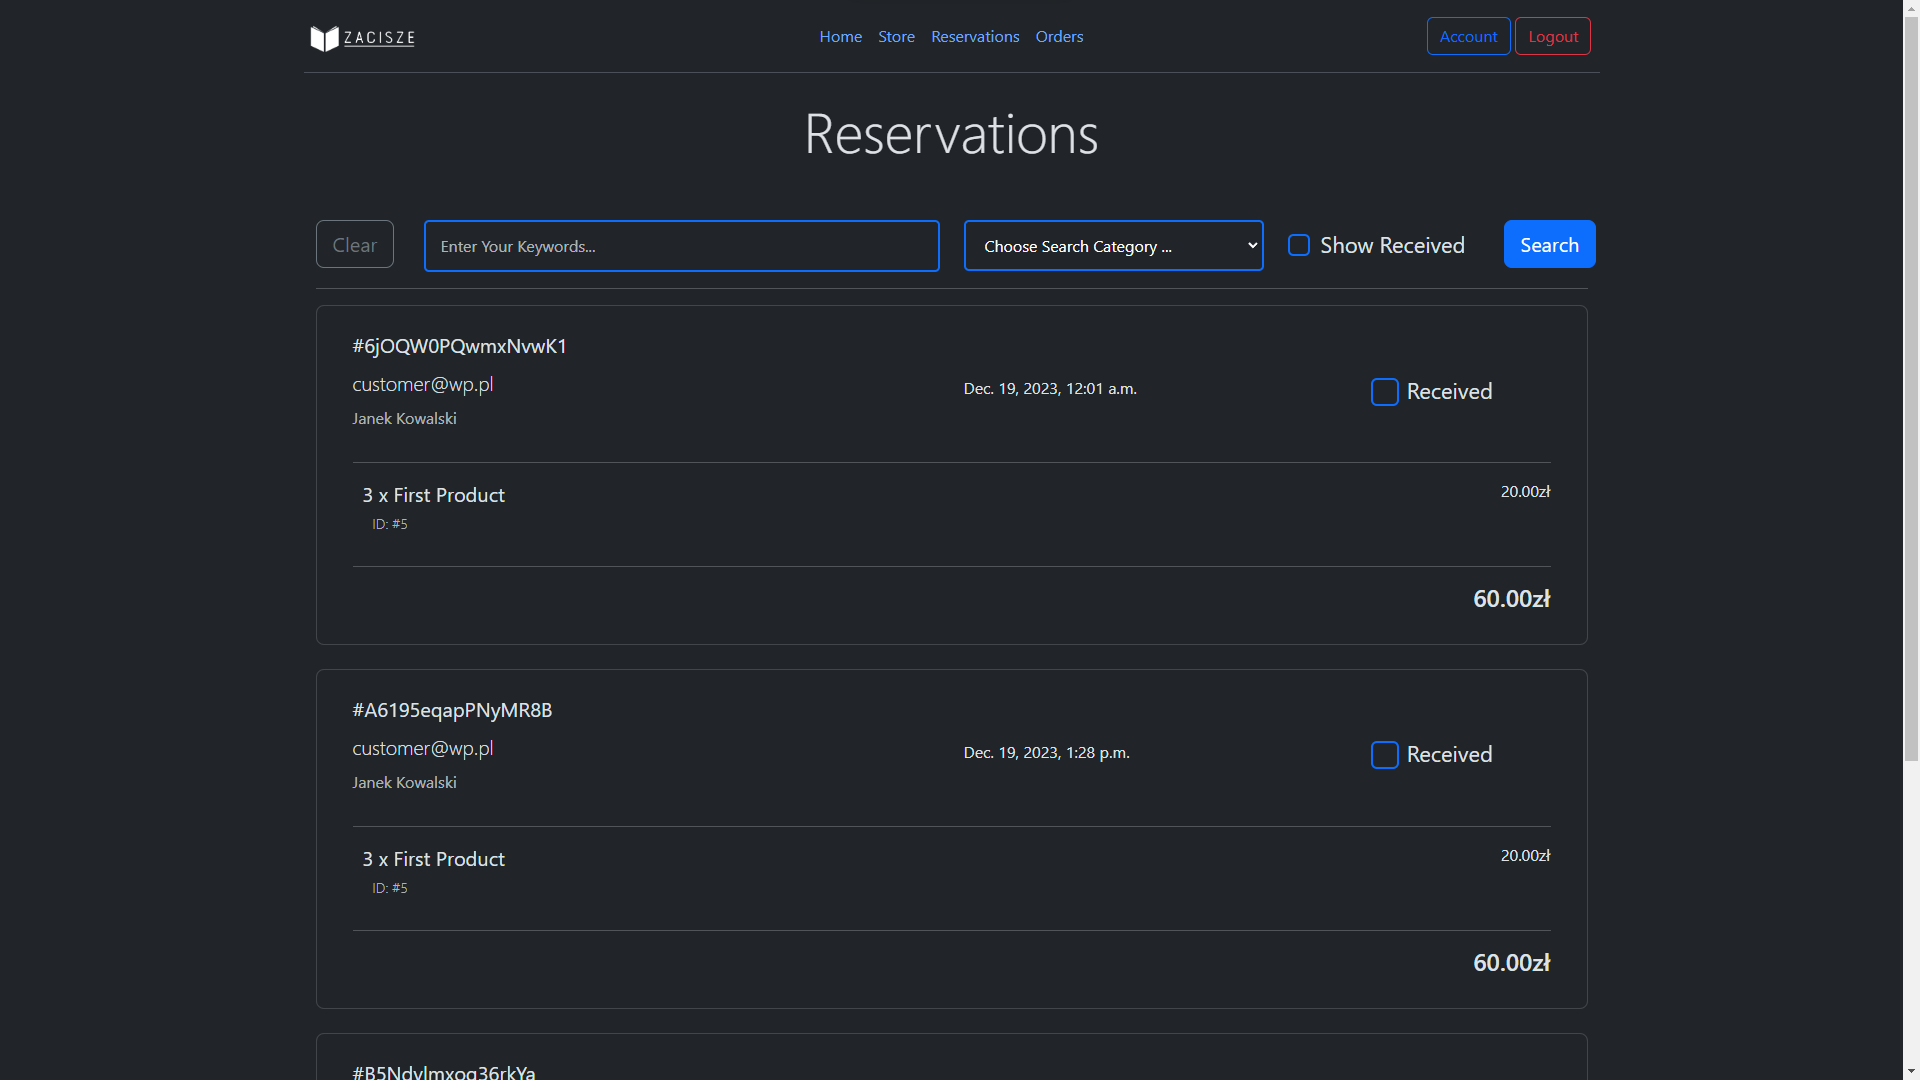 ZACISZE
Home Store Reservations Orders
Account Logout
Reservations
Clear Enter Your Keywords... Choose Search Category ... Show Received Search
#6jOQW0PQwmxNvwK1
customer@wp.pl
Dec. 19, 2023, 12:01 a.m.
Received
Janek Kowalski
3 x First Product
20.00zł
ID: #5
60.00zł
#A6195eqapPNyMR8B
customer@wp.pl
Dec. 19, 2023, 1:28 p.m.
Received
Janek Kowalski
3 x First Product
20.00zł
ID: #5
60.00zł